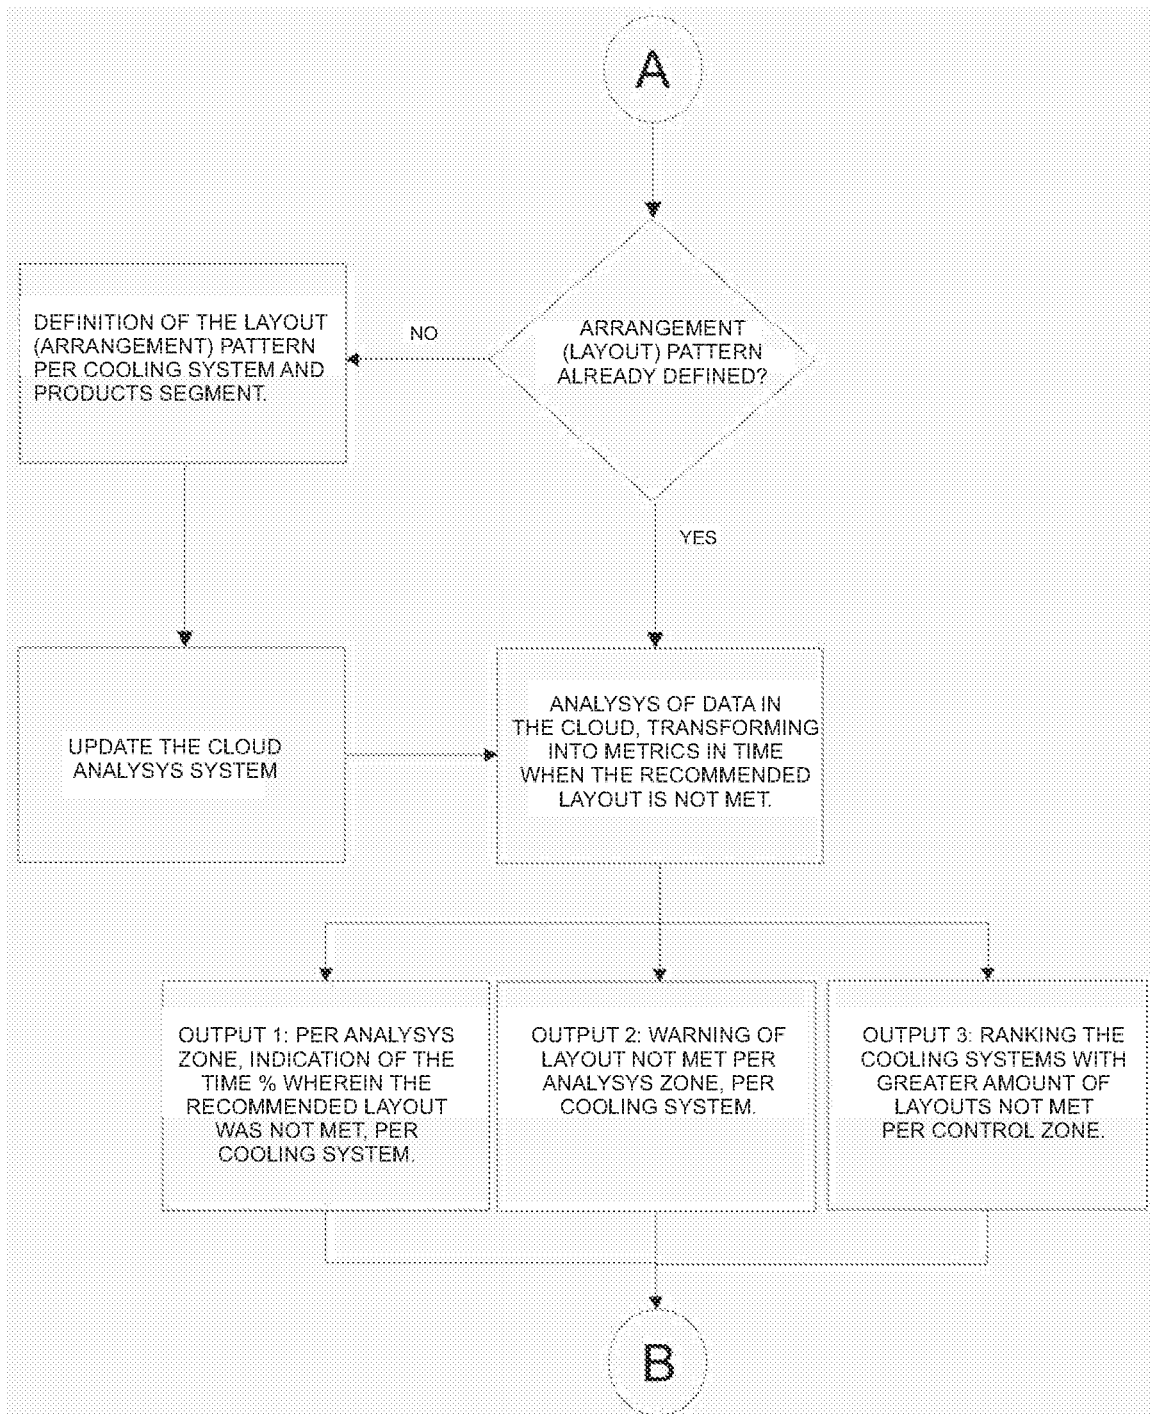 A
ARRANGEMENT
(LAYOUT) PATTERN
ALREADY DEFINED?
NO
DEFINITION OF THE LAYOUT
(ARRANGEMENT) PATTERN
PER COOLING SYSTEM AND
PRODUCTS SEGMENT.
YES
UPDATE THE CLOUD
ANALYSYS SYSTEM
ANALYSYS OF DATA IN
THE CLOUD, TRANSFORMING
INTO METRICS IN TIME
WHEN THE RECOMMENDED
LAYOUT IS NOT MET.
OUTPUT 1: PER ANALYSYS
ZONE, INDICATION OF THE
TIME % WHEREIN THE
RECOMMENDED LAYOUT
WAS NOT MET, PER
COOLING SYSTEM.
OUTPUT 2: WARNING OF
LAYOUT NOT MET PER
ANALYSYS ZONE, PER
COOLING SYSTEM.
OUTPUT 3: RANKING THE
COOLING SYSTEMS WITH
GREATER AMOUNT OF
LAYOUTS NOT MET
PER CONTROL ZONE.
B